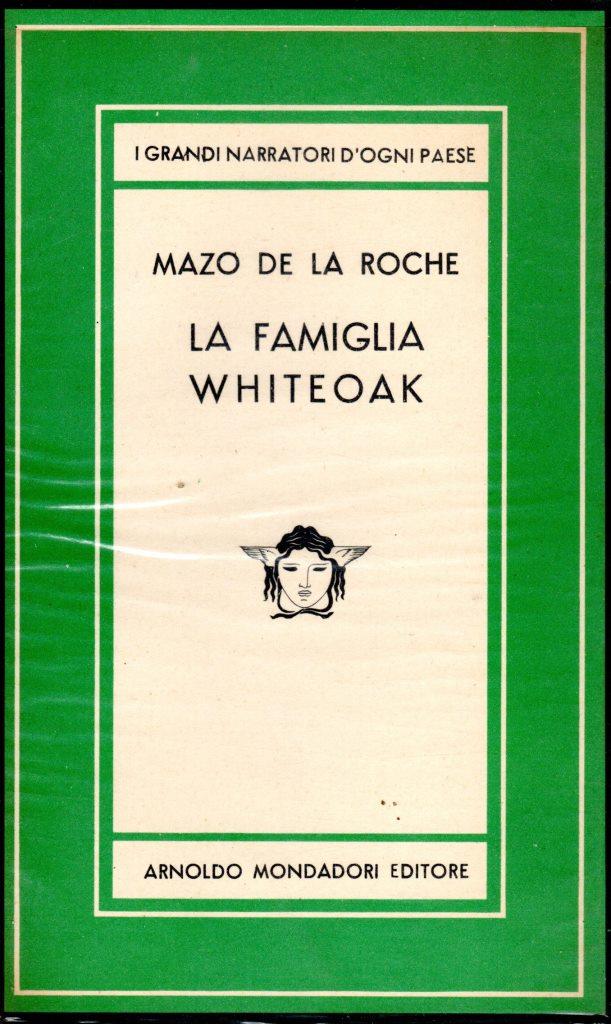 I GRANDI NARRATORI D'OGNI PAESE
MAZO DE LA ROCHE
LA FAMIGLIA
WHITEOAK
ARNOLDO MONDADORI EDITORE